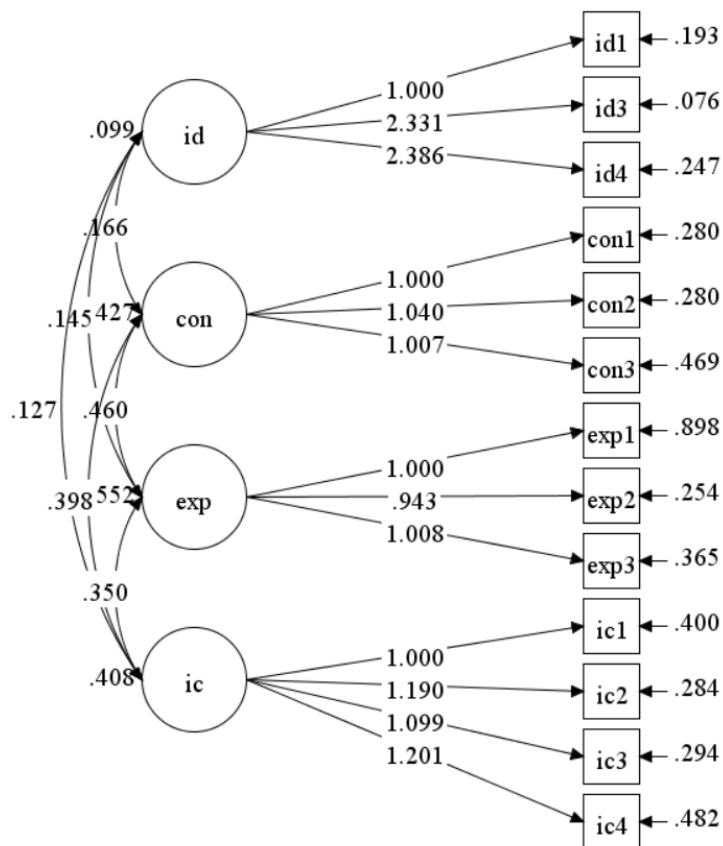 id1
.193
1.000
id3
.076
.099
id
2.331
2.386
id4
.247
.166
con1
.280
1.000
con2
.280
.145
.427
con
1.040
1.007
con3
.469
.127
.460
exp1
.898
1.000
.398
.552
exp
.943
exp2
.254
1.008
exp3
.365
.350
ic1
.400
1.000
.408
ic
1.190
ic2
.284
1.099
ic3
.294
1.201
ic4
.482